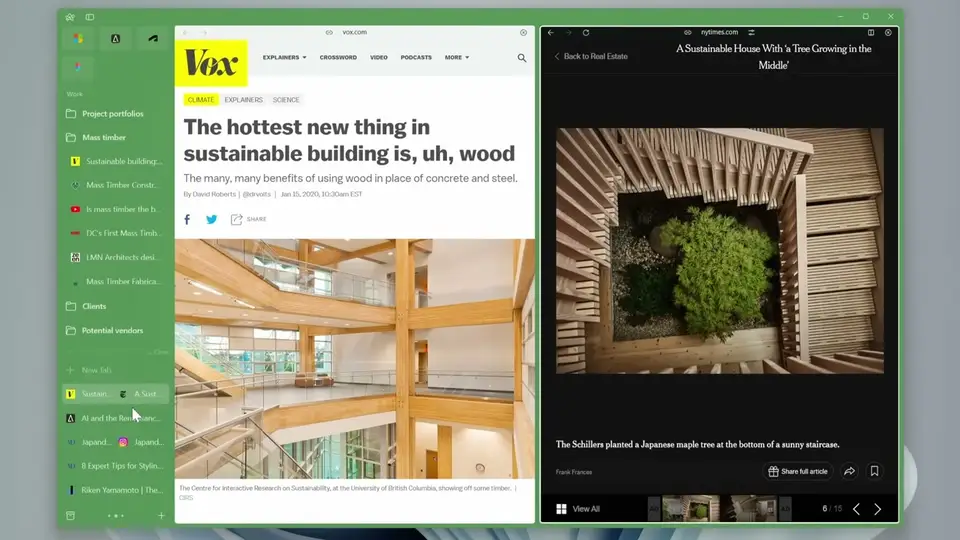 Work
Project portfolios
Mass timber
Sustainable building:...
Mass Timber Constr...
Is mass timber the b...
DC's First Mass Timb...
LMN Architects desi...
Mass Timber Fabrica...
Clients
Potential vendors
New Tab
Sustain...
A Sust...
AI and the Ren
Japand...
Japand...
8 Expert Tips for Stylin...
Riken Yamamoto | The...
vox.com
Vox
EXPLAINERS
CROSSWORD
VIDEO
PODCASTS
MORE
CLIMATE
EXPLAINERS
SCIENCE
The hottest new thing in
sustainable building is, uh, wood
The many, many benefits of using wood in place of concrete and steel.
By David Roberts | @drvolts | Jan 15, 2020, 10:30am EST
SHARE
The Centre for Interactive Research on Sustainability, at the University of British Columbia, showing off some timber. |
CIRS
nytimes.com
Back to Real Estate
A Sustainable House With ‘a Tree Growing in the
Middle’
The Schillers planted a Japanese maple tree at the bottom of a sunny staircase.
Frank Frances
Share full article
View All
AD
AD
6 / 15